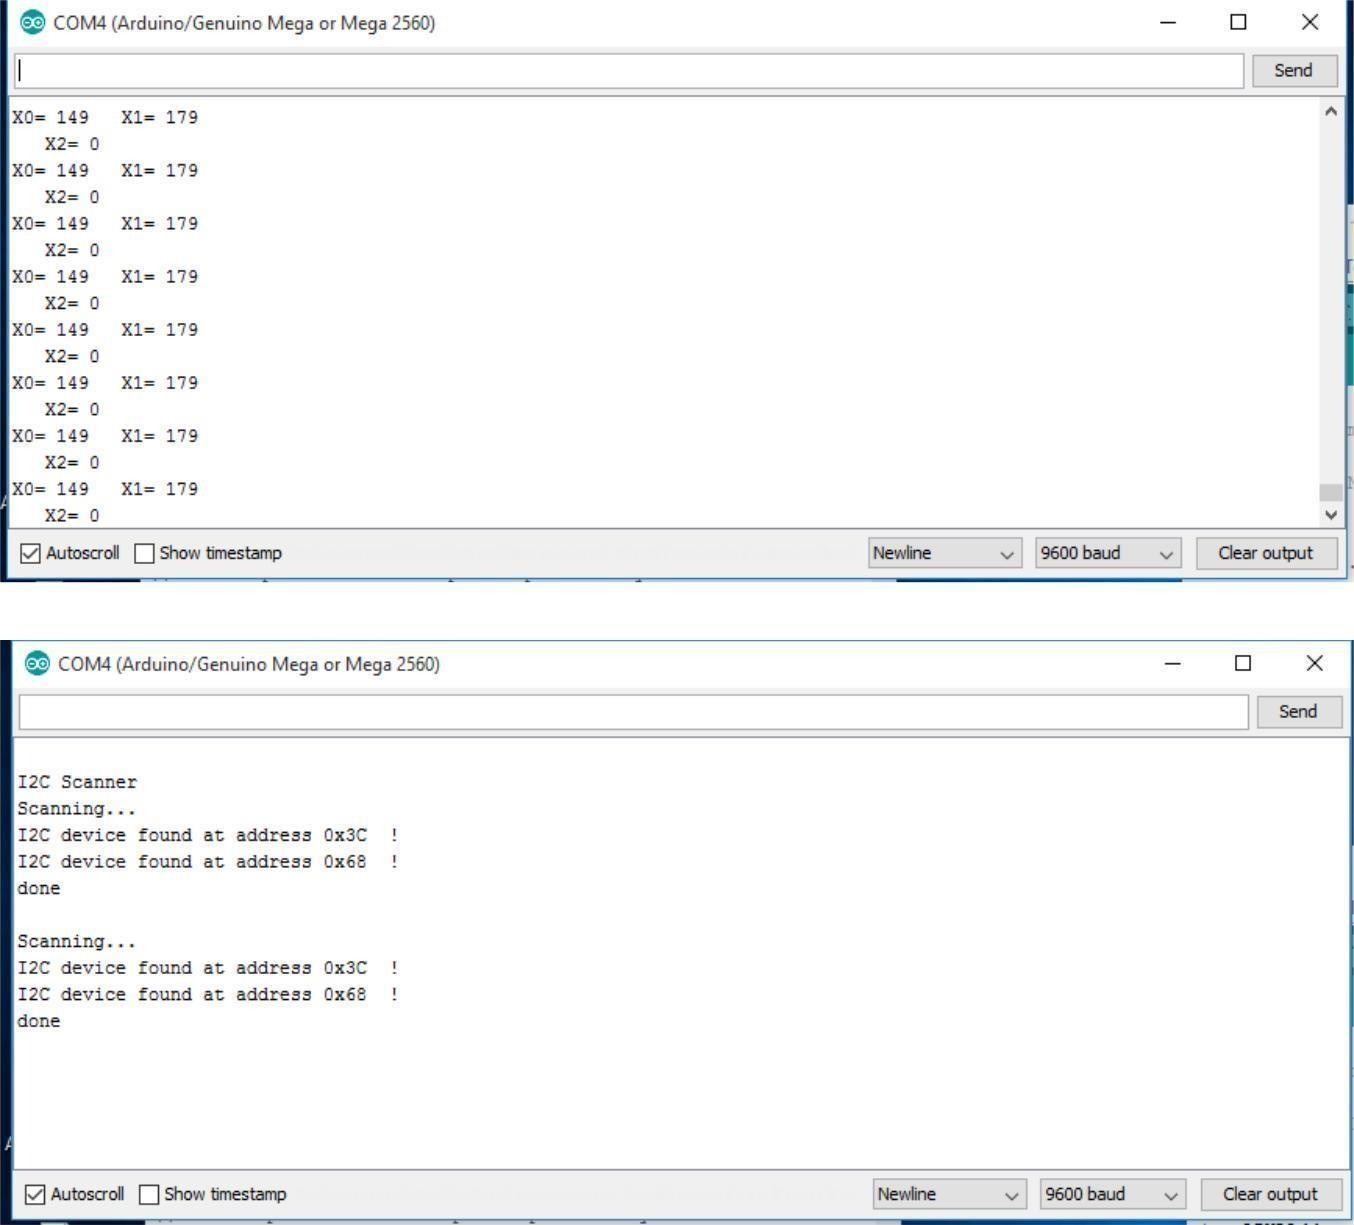 COM4 (Arduino/Genuino Mega or Mega 2560)
Send
X0= 149   X1= 179
X2= 0
X0= 149   X1= 179
X2= 0
X0= 149   X1= 179
X2= 0
X0= 149   X1= 179
X2= 0
X0= 149   X1= 179
X2= 0
X0= 149   X1= 179
X2= 0
X0= 149   X1= 179
X2= 0
X0= 149   X1= 179
X2= 0
Autoscroll Show timestamp Newline 9600 baud Clear output
COM4 (Arduino/Genuino Mega or Mega 2560)
Send
I2C Scanner
Scanning...
I2C device found at address 0x3C  !
I2C device found at address 0x68  !
done
Scanning...
I2C device found at address 0x3C  !
I2C device found at address 0x68  !
done
Autoscroll Show timestamp Newline 9600 baud Clear output